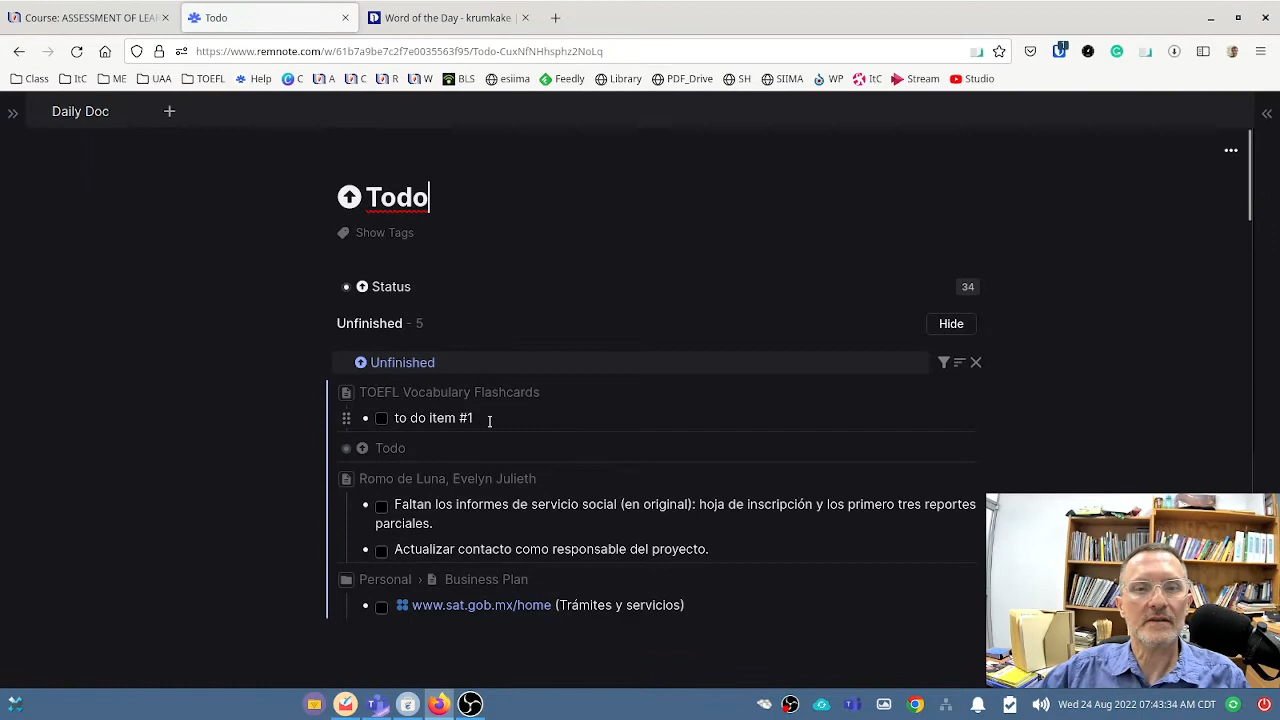 Course: ASSESSMENT OF LEA
Todo
Word of the Day - krumkake
https://www.remnote.com/w/61b7a9be7c2f7e0035563f95/Todo-CuxNfNHhsphz2NoLq
Class ItC ME UAA TOEFL Help C A C R W BLS esiima Feedly Library PDF_Drive SH SIIMA WP ItC Stream Studio
Daily Doc
Todo
Show Tags
Status 34
Unfinished - 5 Hide
Unfinished
TOEFL Vocabulary Flashcards
to do item #1
Todo
Romo de Luna, Evelyn Julieth
Faltan los informes de servicio social (en original): hoja de inscripción y los primero tres reportes
parciales.
Actualizar contacto como responsable del proyecto.
Personal › Business Plan
www.sat.gob.mx/home (Trámites y servicios)
Wed 24 Aug 2022 07:43:34 AM CDT